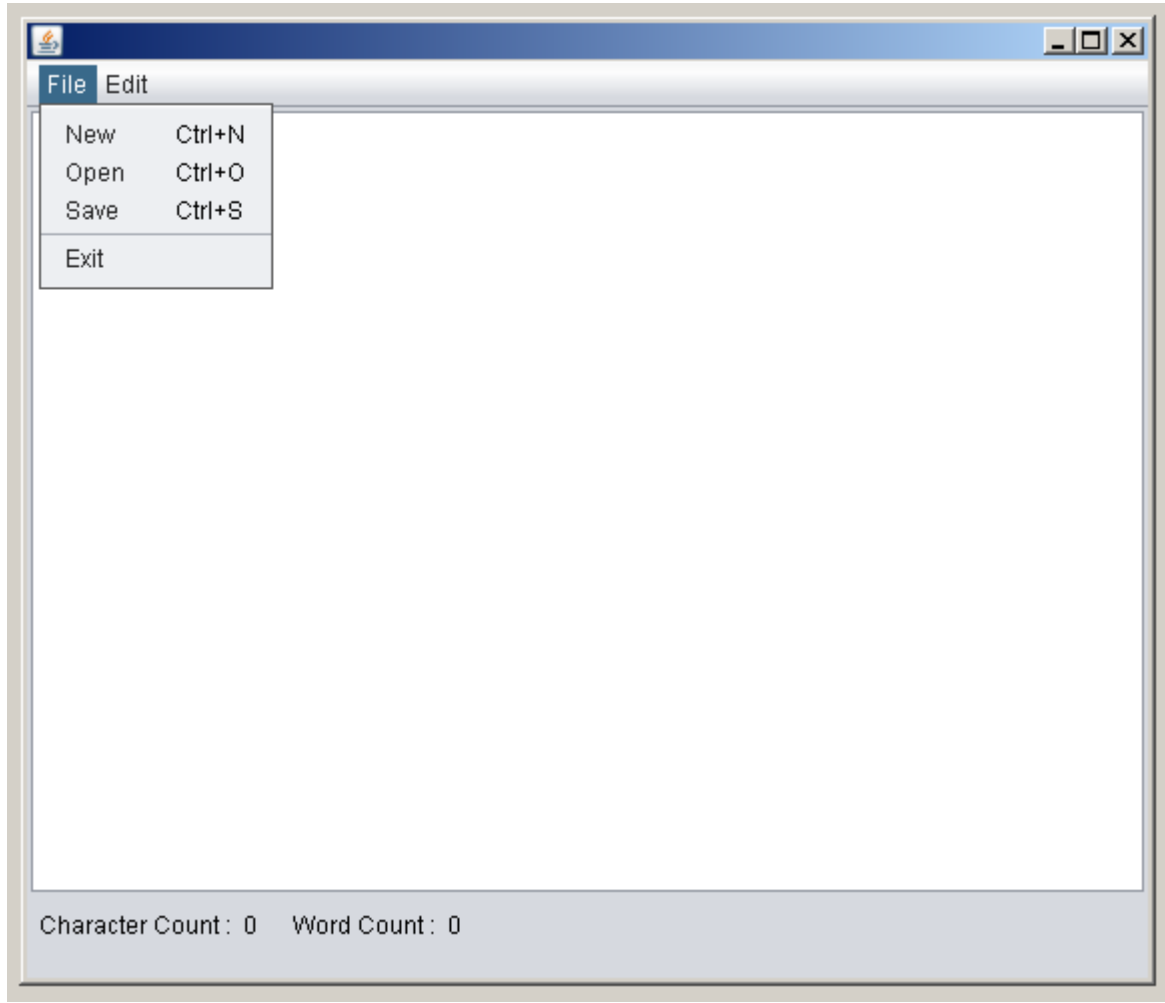 File Edit
New Ctrl+N
Open Ctrl+O
Save Ctrl+S
Exit
Character Count : 0 Word Count : 0